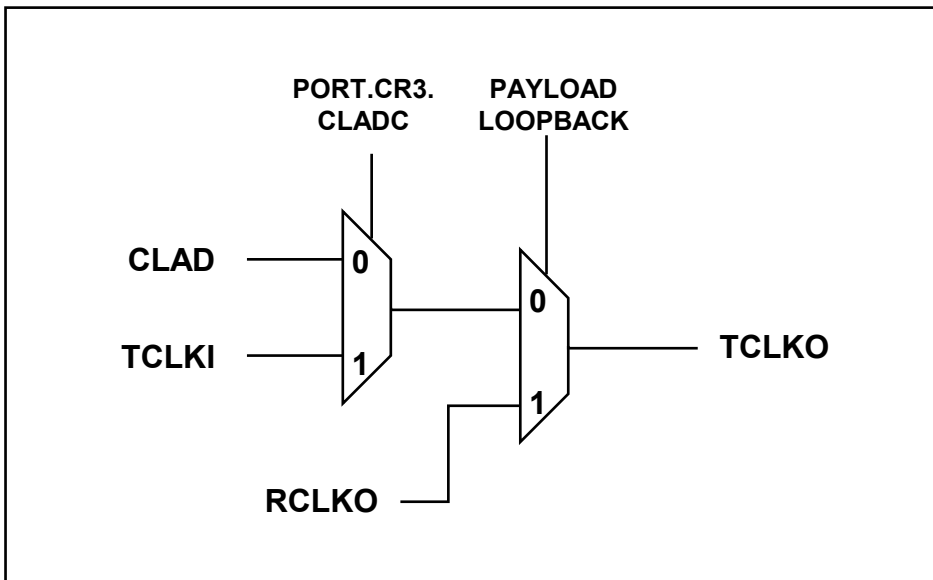 PORT.CR3.
CLADC
PAYLOAD
LOOPBACK
CLAD
0
TCLKI
1
0
TCLKO
1
RCLKO